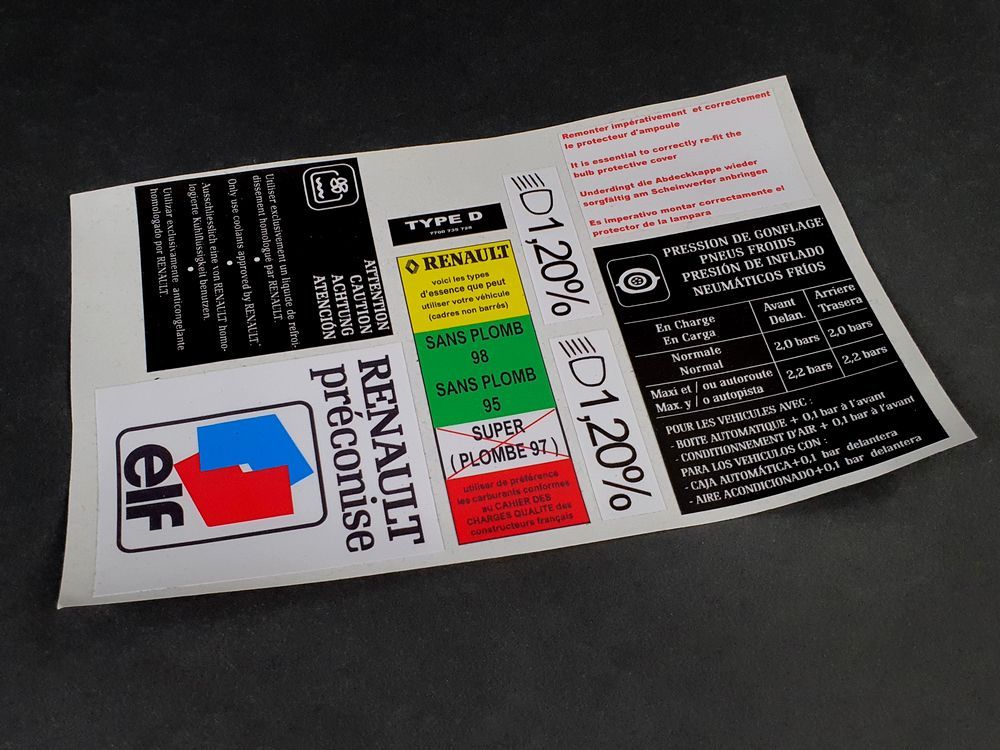 ATTENTION
CAUTION
ACHTUNG
ATENCIÓN
Utiliser exclusivement un liquide de refroi-
dissement homologué par RENAULT.
Only use coolants approved by RENAULT.
Ausschliesslich eine von RENAULT homo-
logierte Kühlflüssigkeit benutzen.
Utilizar exclusivamente anticongelante
homologado por RENAULT.
RENAULT
préconise
elf
TYPE D
7700 735 728
RENAULT
voici les types
d'essence que peut
utiliser votre véhicule
(cadres non barrés)
SANS PLOMB
98
SANS PLOMB
95
SUPER
( PLOMBE 97 )
utiliser de préférence
les carburants conformes
au CAHIER DES
CHARGES QUALITE des
constructeurs français
1,20%
1,20%
Remonter impérativement et correctement
le protecteur d'ampoule
It is essential to correctly re-fit the
bulb protective cover
Underdingt die Abdeckkappe wieder
sorgfältig am Scheinwerfer anbringen
Es imperativo montar correctamente el
protector de la lampara
PRESSION DE GONFLAGE
PNEUS FROIDS
PRESIÓN DE INFLADO
NEUMÁTICOS FRÍOS
En Charge
En Carga
Avant
Delan.
Arriere
Trasera
Normale
Normal
2,0 bars
2,0 bars
Maxi et / ou autoroute
Max. y / o autopista
2,2 bars
2,2 bars
POUR LES VEHICULES AVEC :
- BOITE AUTOMATIQUE + 0,1 bar à l'avant
- CONDITIONNEMENT D'AIR + 0,1 bar à l'avant
PARA LOS VEHICULOS CON :
- CAJA AUTOMÁTICA+0,1 bar delantera
- AIRE ACONDICIONADO+0,1 bar delantera